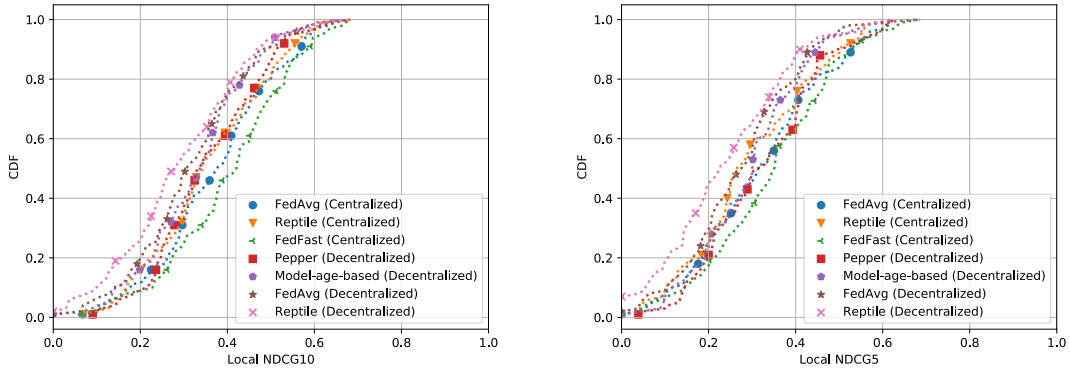 1.0
0.8
0.6
0.4
0.2
0.0
CDF
0.0 0.2 0.4 0.6 0.8 1.0
Local NDCG10
FedAvg (Centralized)
Reptile (Centralized)
FedFast (Centralized)
Pepper (Decentralized)
Model-age-based (Decentralized)
FedAvg (Decentralized)
Reptile (Decentralized)
1.0
0.8
0.6
0.4
0.2
0.0
CDF
0.0 0.2 0.4 0.6 0.8 1.0
Local NDCG5
FedAvg (Centralized)
Reptile (Centralized)
FedFast (Centralized)
Pepper (Decentralized)
Model-age-based (Decentralized)
FedAvg (Decentralized)
Reptile (Decentralized)